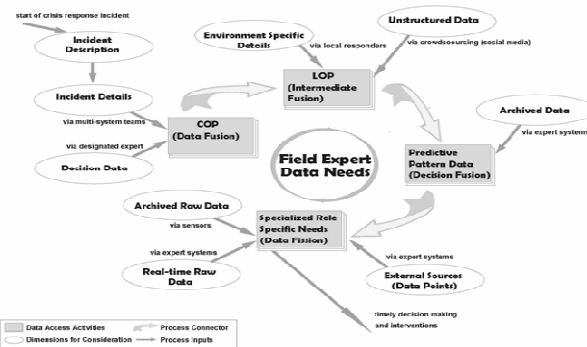 start of crisis response incident
Incident
Description
Incident Details
via multi-system teams
via designated expert
Decision Data
COP
(Data Fusion)
Environment Specific
Details
via local responders
Unstructured Data
via crowdsourcing (social media)
LOP
(Intermediate
Fusion)
Archived Data
via expert systems
Predictive
Pattern Data
(Decision Fusion)
Field Expert
Data Needs
Archived Raw Data
via sensors
via expert systems
Real-time Raw
Data
Specialized Role
Specific Needs
(Data Fission)
via expert systems
External Sources
(Data Points)
timely decision making
and interventions
Data Access Activities
Process Connector
Dimensions for Consideration
Process Inputs